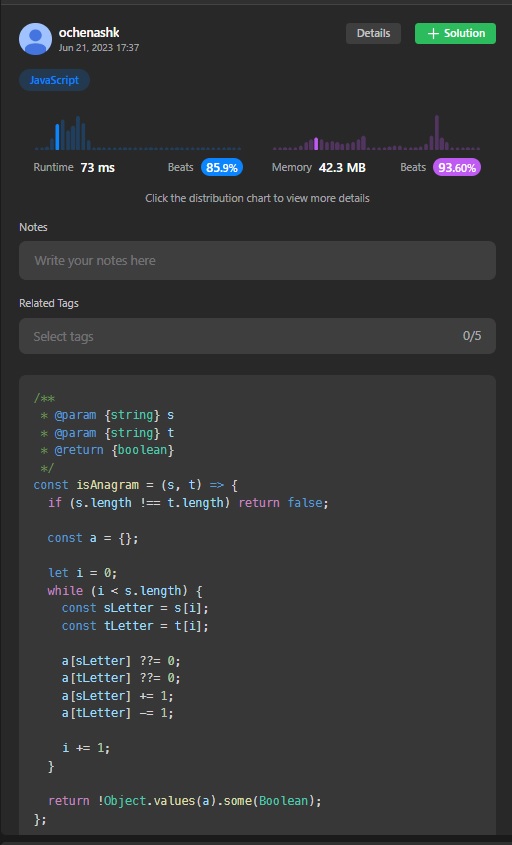 ochenashk
Jun 21, 2023 17:37
Details
+ Solution
JavaScript
Runtime 73 ms Beats 85.9%
Memory 42.3 MB Beats 93.60%
Click the distribution chart to view more details
Notes
Write your notes here
Related Tags
Select tags 0/5
/**
 * @param {string} s
 * @param {string} t
 * @return {boolean}
 */
const isAnagram = (s, t) => {
  if (s.length !== t.length) return false;
  const a = {};
  let i = 0;
  while (i < s.length) {
    const sLetter = s[i];
    const tLetter = t[i];
    a[sLetter] ??= 0;
    a[tLetter] ??= 0;
    a[sLetter] += 1;
    a[tLetter] -= 1;
    i += 1;
  }
  return !Object.values(a).some(Boolean);
};